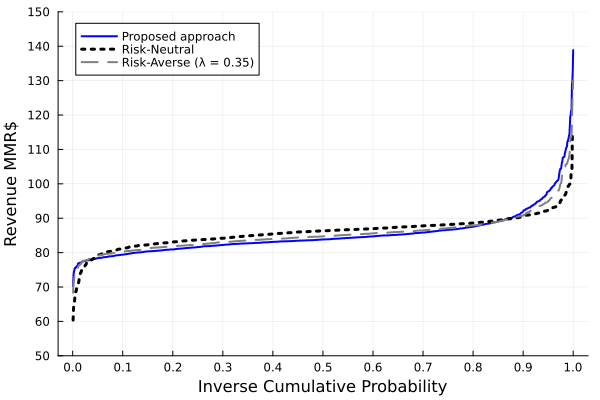 150
140
130
120
110
100
90
80
70
60
50
Revenue MMR$
Proposed approach
Risk-Neutral
Risk-Averse (λ = 0.35)
0.0 0.1 0.2 0.3 0.4 0.5 0.6 0.7 0.8 0.9 1.0
Inverse Cumulative Probability